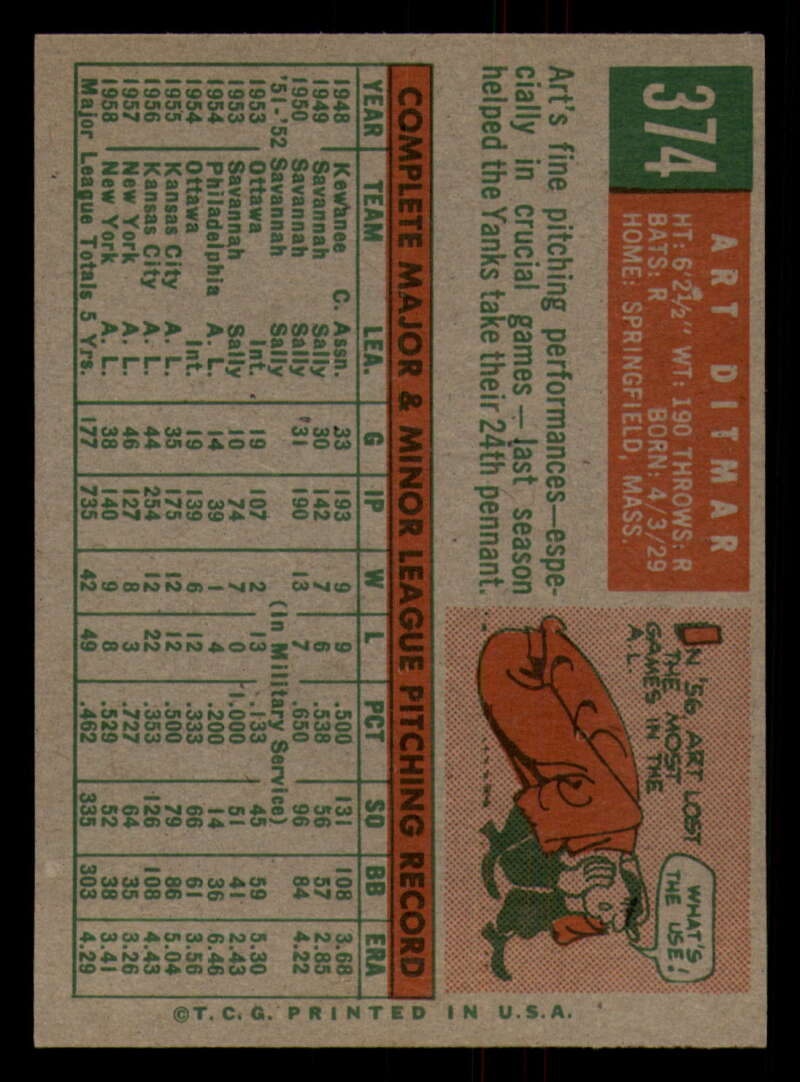 374
ART DITMAR
HT: 6'2½" WT: 190 THROWS: R
BATS: R BORN: 4/3/29
HOME: SPRINGFIELD, MASS.
Art's fine pitching performances—espe-
cially in crucial games — last season
helped the Yanks take their 24th pennant.
IN '56 ART LOST
THE MOST
GAMES IN THE
A.L.
WHAT'S
THE USE!
COMPLETE MAJOR & MINOR LEAGUE PITCHING RECORD
YEAR TEAM LEA. G IP W L PCT SO BB ERA
1948 Kewanee C. Assn. 33 193 9 9 .500 131 108 3.68
1949 Savannah Sally 30 142 7 6 .538 56 57 2.85
1950 Savannah Sally 31 190 13 7 .650 96 84 4.22
'51-'52 Savannah Sally (In Military Service)
1953 Ottawa Int. 19 107 2 13 .133 45 59 5.30
1953 Savannah Sally 10 74 7 0 1.000 51 41 2.43
1954 Philadelphia A. L. 14 39 1 4 .200 14 36 6.46
1954 Ottawa Int. 19 139 6 12 .333 66 61 3.56
1955 Kansas City A. L. 35 175 12 12 .500 79 86 5.04
1956 Kansas City A. L. 44 254 12 22 .353 126 108 4.43
1957 New York A. L. 46 127 8 3 .727 64 35 3.26
1958 New York A. L. 38 140 9 8 .529 52 38 3.41
Major League Totals 5 Yrs. 177 735 42 49 .462 335 303 4.29
©T.C.G. PRINTED IN U.S.A.